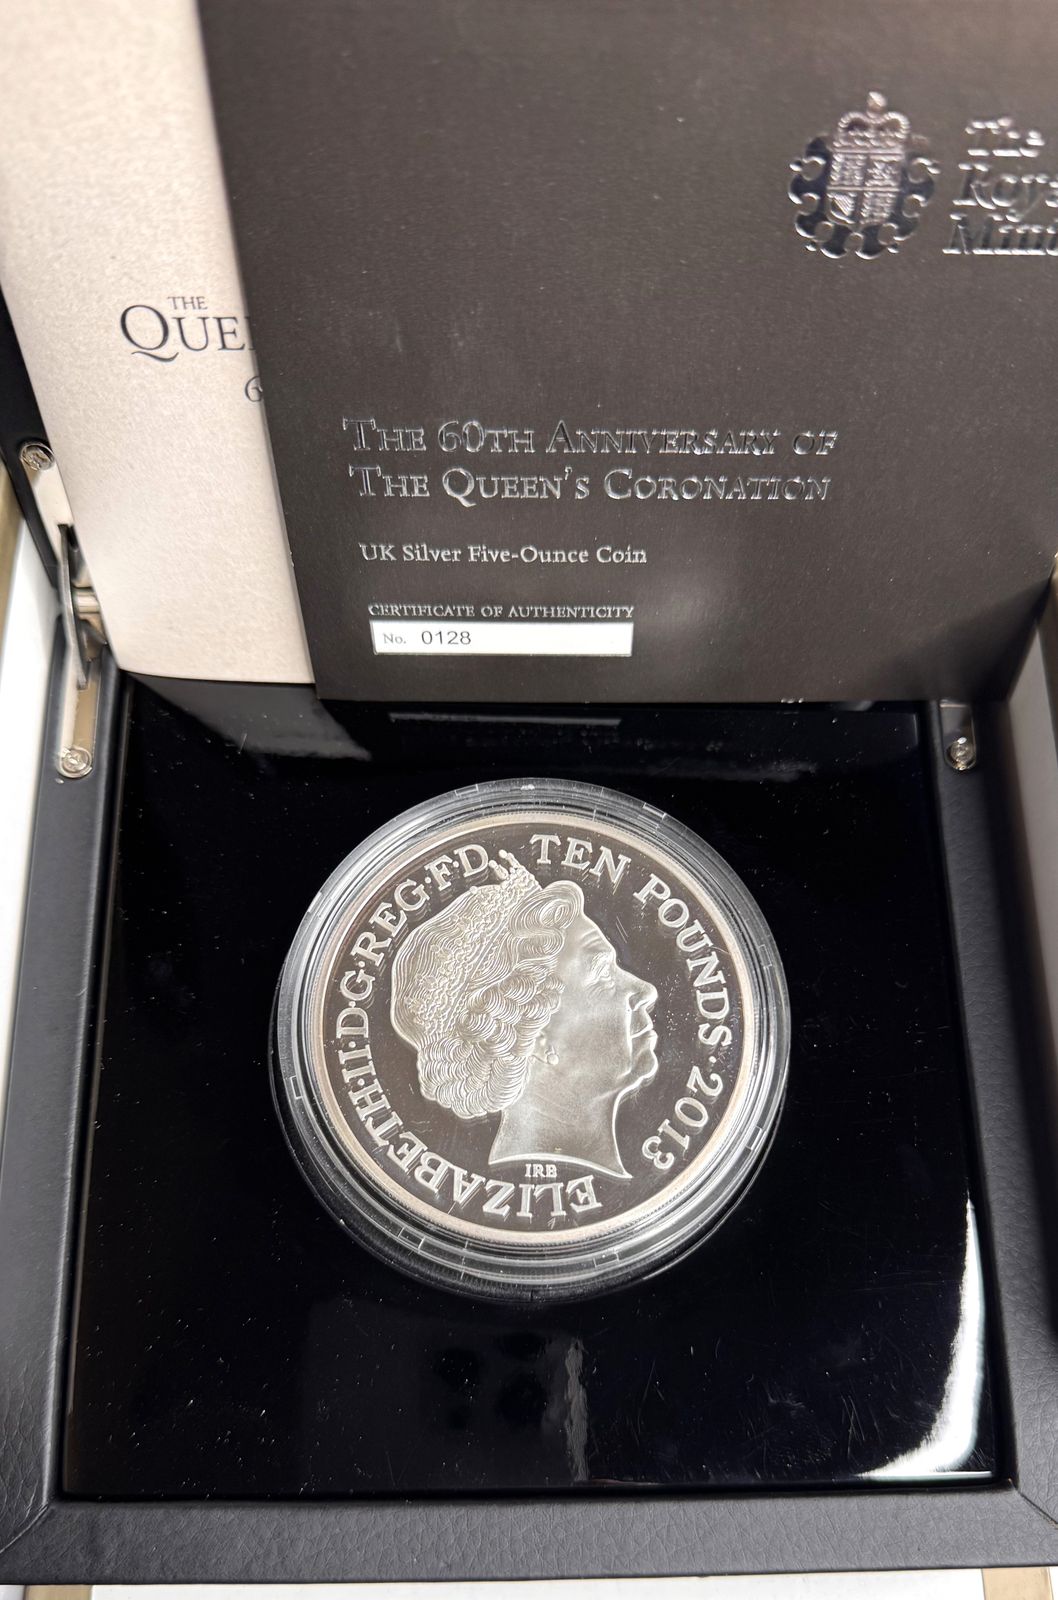 The
Mint
THE
60TH ANNIVERSARY OF
THE QUEEN'S CORONATION
UK Silver Five-Ounce Coin
CERTIFICATE OF AUTHENTICITY
No. 0128
ELIZABETH·II·D·G·REG·F·D
TEN POUNDS·2013
IRB